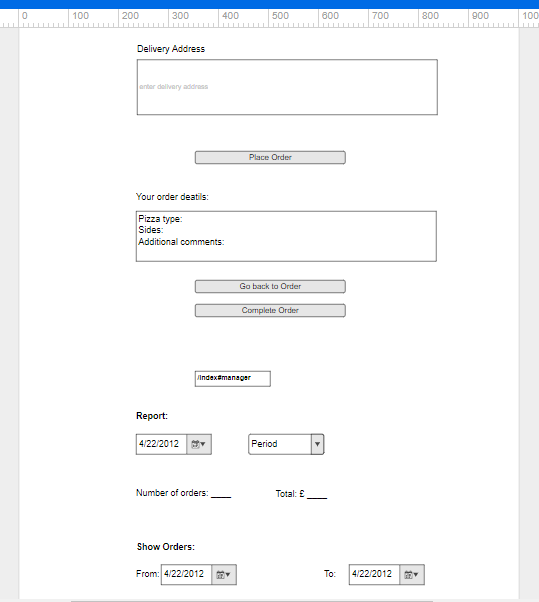 0 100 200 300 400 500 600 700 800 900 100
Delivery Address
enter delivery address
Place Order
Your order deatils:
Pizza type:
Sides:
Additional comments:
Go back to Order
Complete Order
/index#manager
Report:
4/22/2012 Period
Number of orders: ____ Total: £ ____
Show Orders:
From: 4/22/2012 To: 4/22/2012